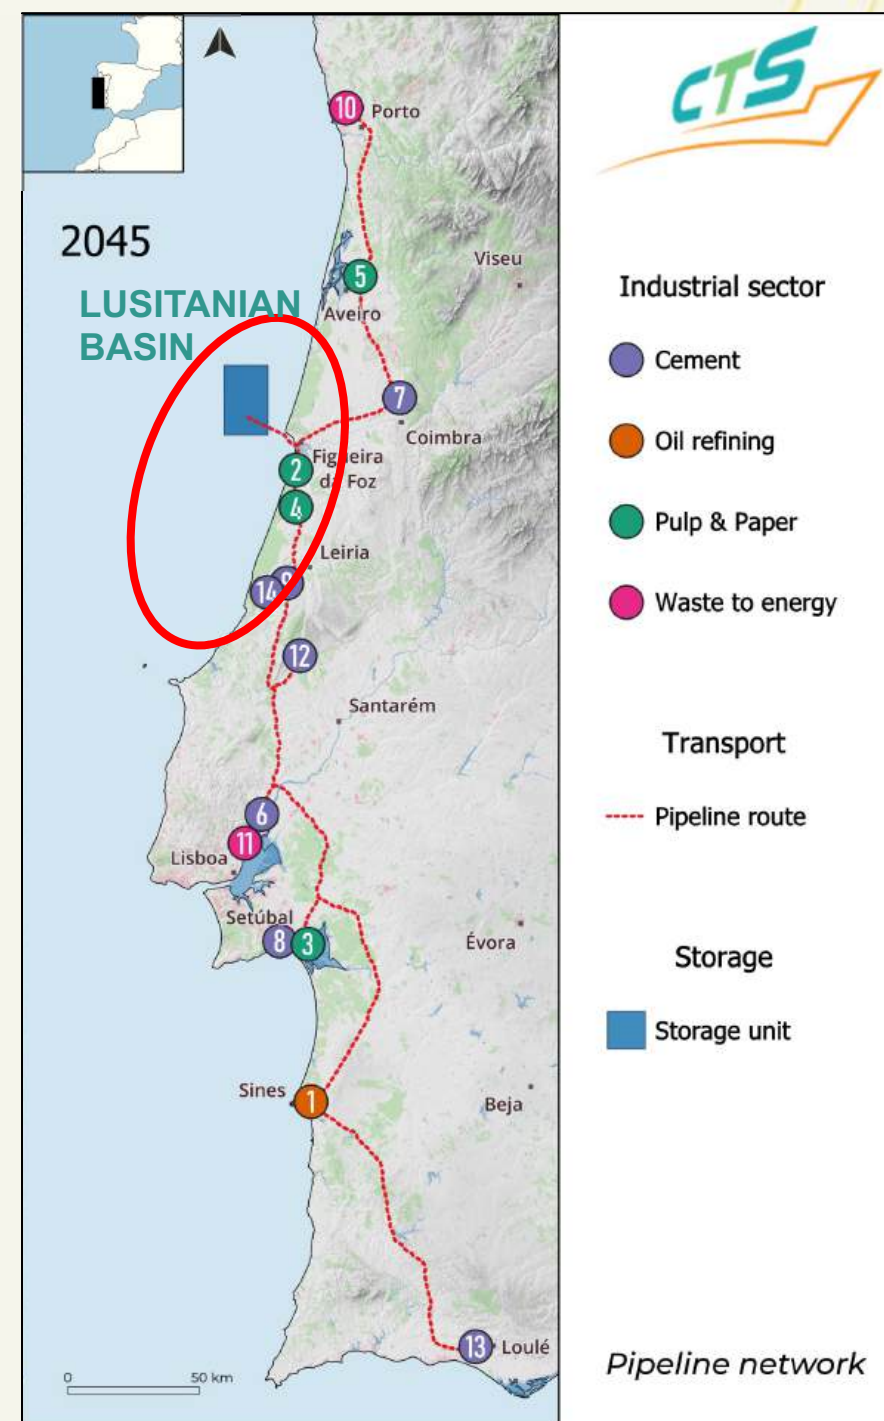 CTS
10
Porto
2045
Viseu
5
LUSITANIAN
BASIN
Aveiro
7
Coimbra
Figueira
da Foz
2
4
Leiria
9
14
12
Santarém
6
11
Lisboa
Setúbal
8
3
Évora
Sines
1
Beja
13
Loulé
0
50 km
Industrial sector
Cement
Oil refining
Pulp & Paper
Waste to energy
Transport
Pipeline route
Storage
Storage unit
Pipeline network